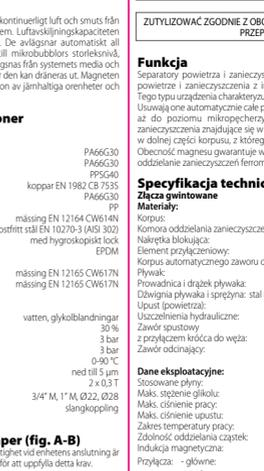 kontinuerligt luft och smuts från
em. Luftavskiljningskapaciteten
. De avlägsnar automatiskt all
till mikrobubblors storleksnivå,
gsnas från systemets media och
r den kan dräneras ut. Magneten
on av järnhaltiga orenheter och
oner
PA66G30
PA66G30
PPSG40
koppar EN 1982 CB 753S
PA66G30
PP
mässing EN 12164 CW614N
ostfritt stål EN 10270-3 (AISI 302)
med hygroskopiskt lock
EPDM
mässing EN 12165 CW617N
mässing EN 12165 CW617N
vatten, glykolblandningar
30 %
3 bar
3 bar
0-90 °C
ned till 5 μm
2 x 0,3 T
3/4" M, 1" M, Ø22, Ø28
slangkoppling
per (fig. A-B)
tighet vid enhetens anslutning är
för att uppfylla detta krav.
ZUTYLIZOWAĆ ZGODNIE Z OBO
PRZEP
Funkcja
Separatory powietrza i zanieczys
powietrze i zanieczyszczenia z i
Tego typu urządzenia charakteryzu
Usuwają one automatycznie całe p
aż do poziomu mikropęcherzy
zanieczyszczenia znajdujące się w
w dolnej części korpusu, z któreg
Obecność magnesu gwarantuje w
oddzielanie zanieczyszczeń ferrom
Specyfikacja technic
Złącza gwintowane
Materiały:
Korpus:
Komora oddzielania zanieczyszcze
Nakrętka blokująca:
Element przyłączeniowy:
Korpus automatycznego zaworu o
Pływak:
Prowadnica i drążek pływaka:
Dźwignia pływaka i sprężyna: stal
Upust (powietrza):
Uszczelnienia hydrauliczne:
Zawór spustowy
z przyłączem króćca do węża:
Zawór odcinający:
Dane eksploatacyjne:
Stosowane płyny:
Maks. stężenie glikolu:
Maks. ciśnienie pracy:
Maks. ciśnienie upustu:
Zakres temperatury pracy:
Zdolność oddzielania cząstek:
Indukcja magnetyczna:
Przyłącza: - główne: